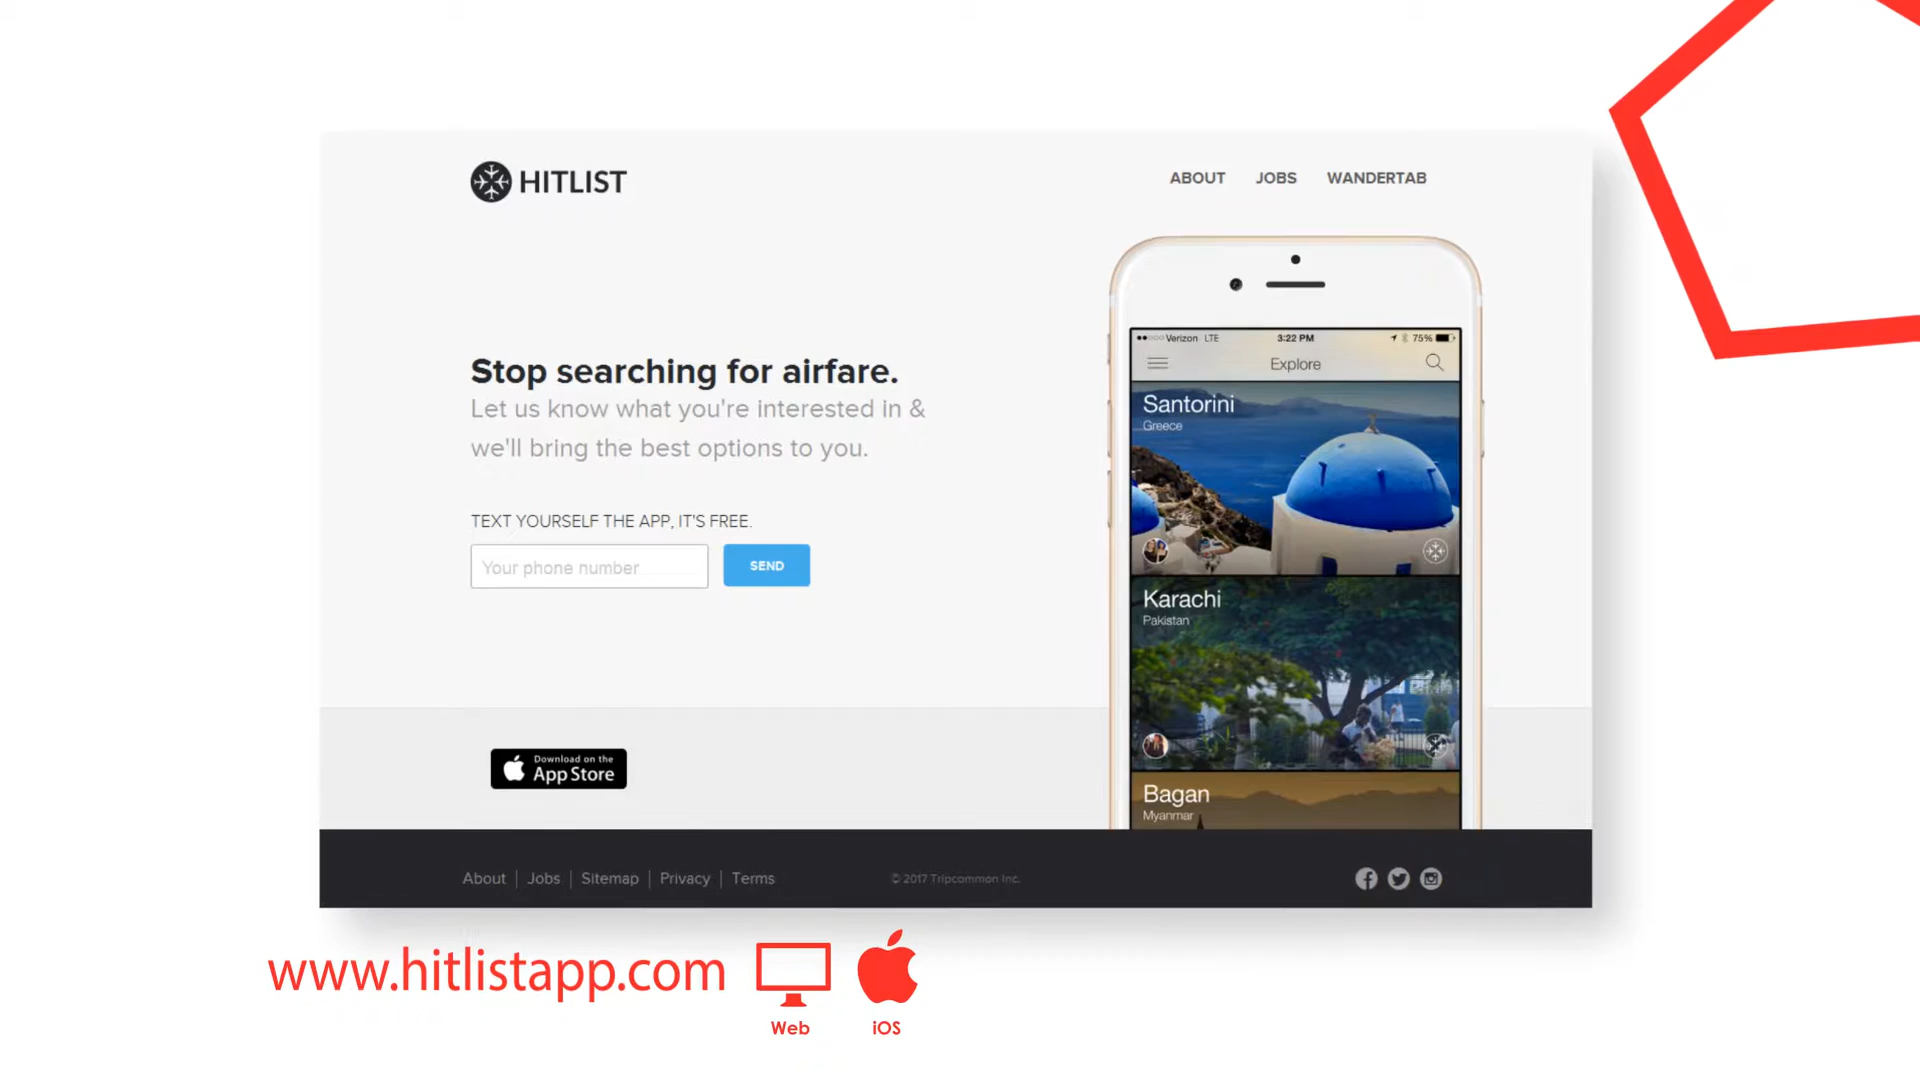 HITLIST
ABOUT JOBS WANDERTAB
Stop searching for airfare.
Let us know what you're interested in &
we'll bring the best options to you.
TEXT YOURSELF THE APP, IT'S FREE.
Your phone number SEND
Download on the
App Store
Verizon LTE 3:22 PM 75%
Explore
Santorini
Greece
Karachi
Pakistan
Bagan
Myanmar
About | Jobs | Sitemap | Privacy | Terms
© 2017 Tripcommon Inc.
www.hitlistapp.com
Web iOS